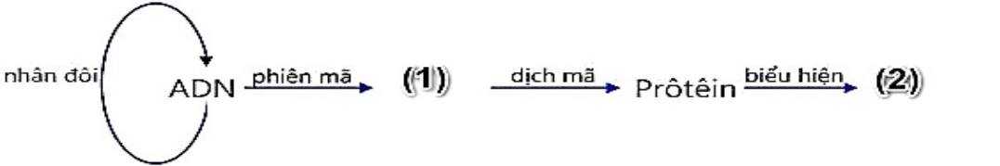 nhân đôi ADN phiên mã (1) dịch mã Prôtêin biểu hiện (2)